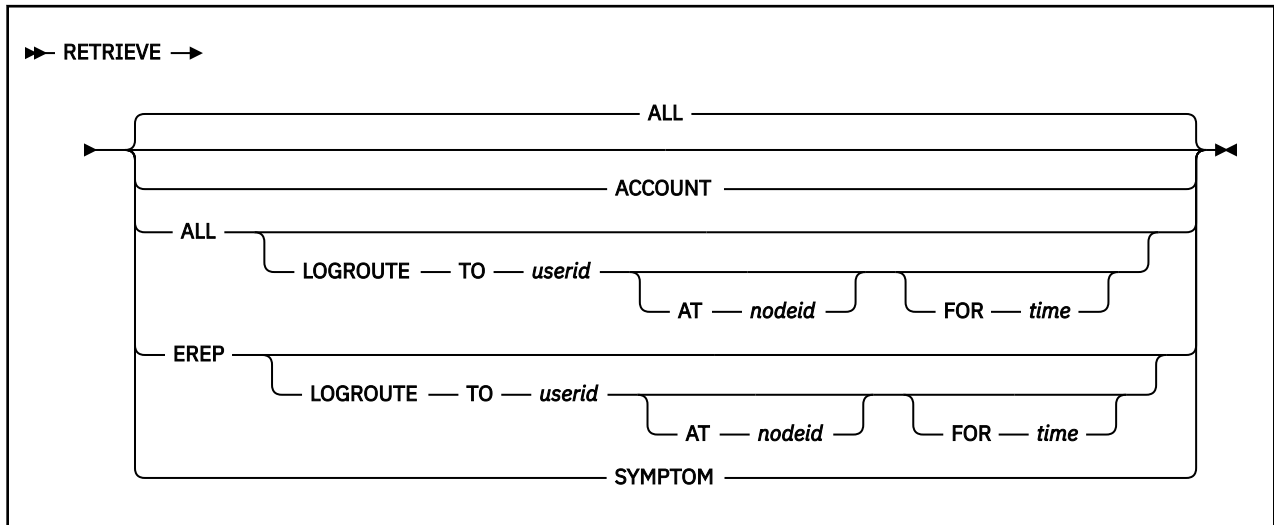 RETRIEVE
ALL
ACCOUNT
ALL
LOGROUTE TO userid
AT nodeid FOR time
EREP
LOGROUTE TO userid
AT nodeid FOR time
SYMPTOM